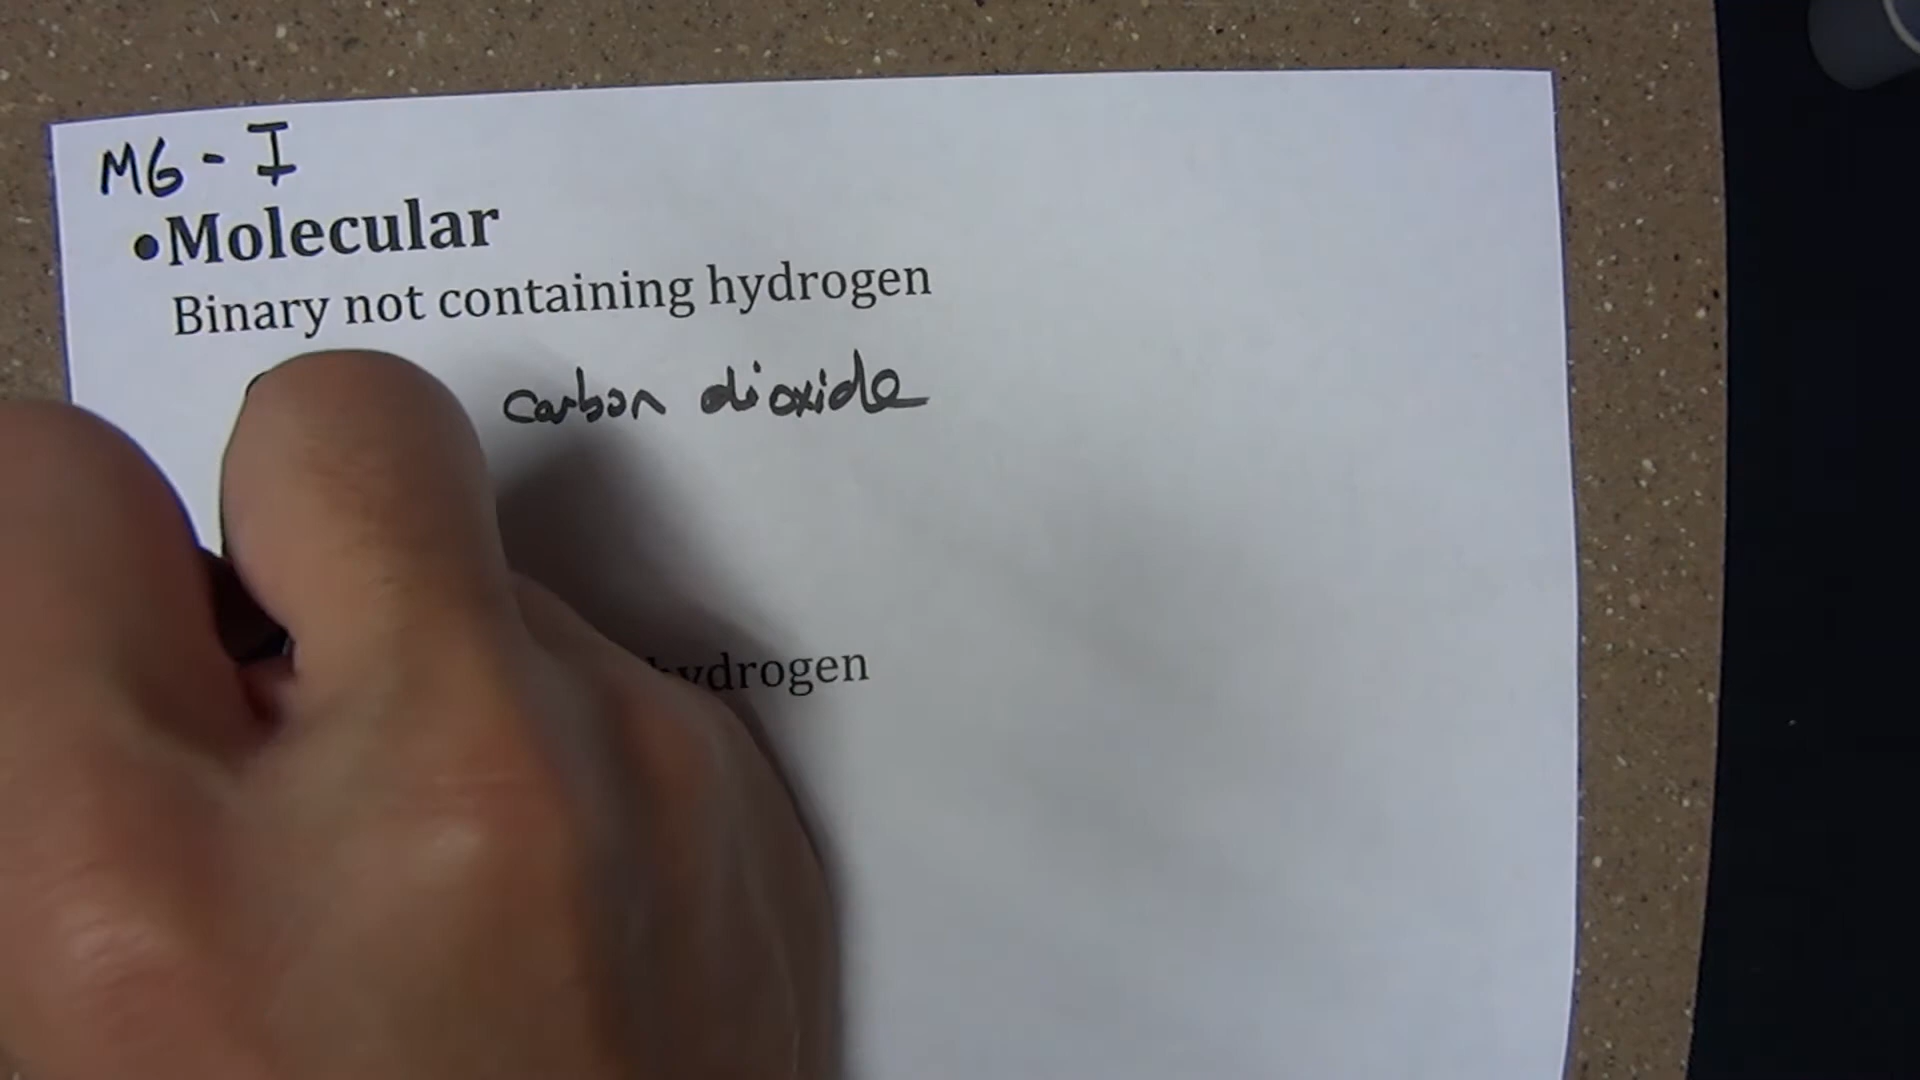 M6 - I
•Molecular
Binary not containing hydrogen
carbon dioxide